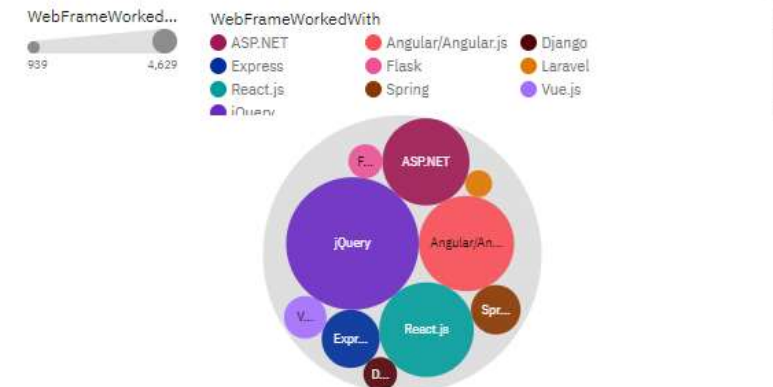 WebFrameWorked...
939 4,629
WebFrameWorkedWith
ASP.NET Angular/Angular.js Django
Express Flask Laravel
React.js Spring Vue.js
jQuery
F... ASP.NET
jQuery Angular/An...
V... Expr... React.js Spr...
D...